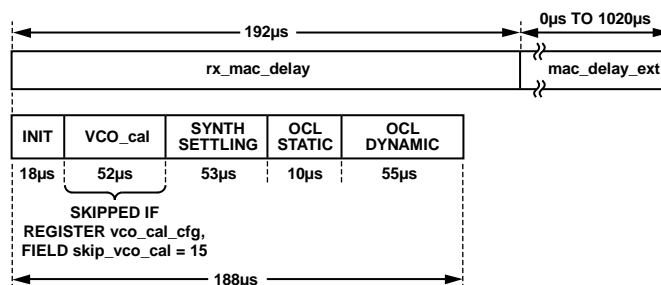 0µs TO 1020µs
192µs
rx_mac_delay
mac_delay_ext
INIT
VCO_cal
SYNTH
SETTLING
OCL
STATIC
OCL
DYNAMIC
18µs
52µs
53µs
10µs
55µs
SKIPPED IF
REGISTER vco_cal_cfg,
FIELD skip_vco_cal = 15
188µs